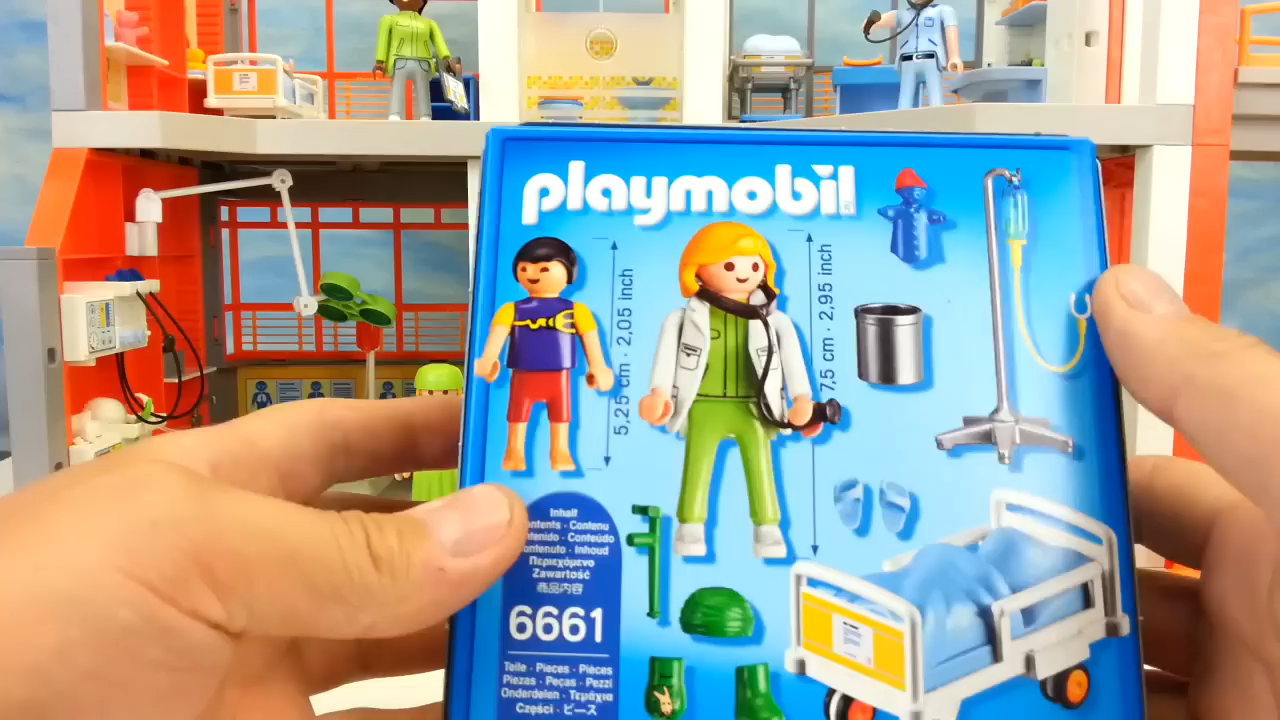 playmobil
5,25 cm · 2,05 inch
7,5 cm · 2,95 inch
Inhalt
Contents · Contenu
Contenido · Conteúdo
Contenuto · Inhoud
Περιεχόμενο
Zawartość
商品内容
6661
Teile · Pieces · Pièces
Piezas · Peças · Pezzi
Onderdelen · Τεμάχια
Części · ピース